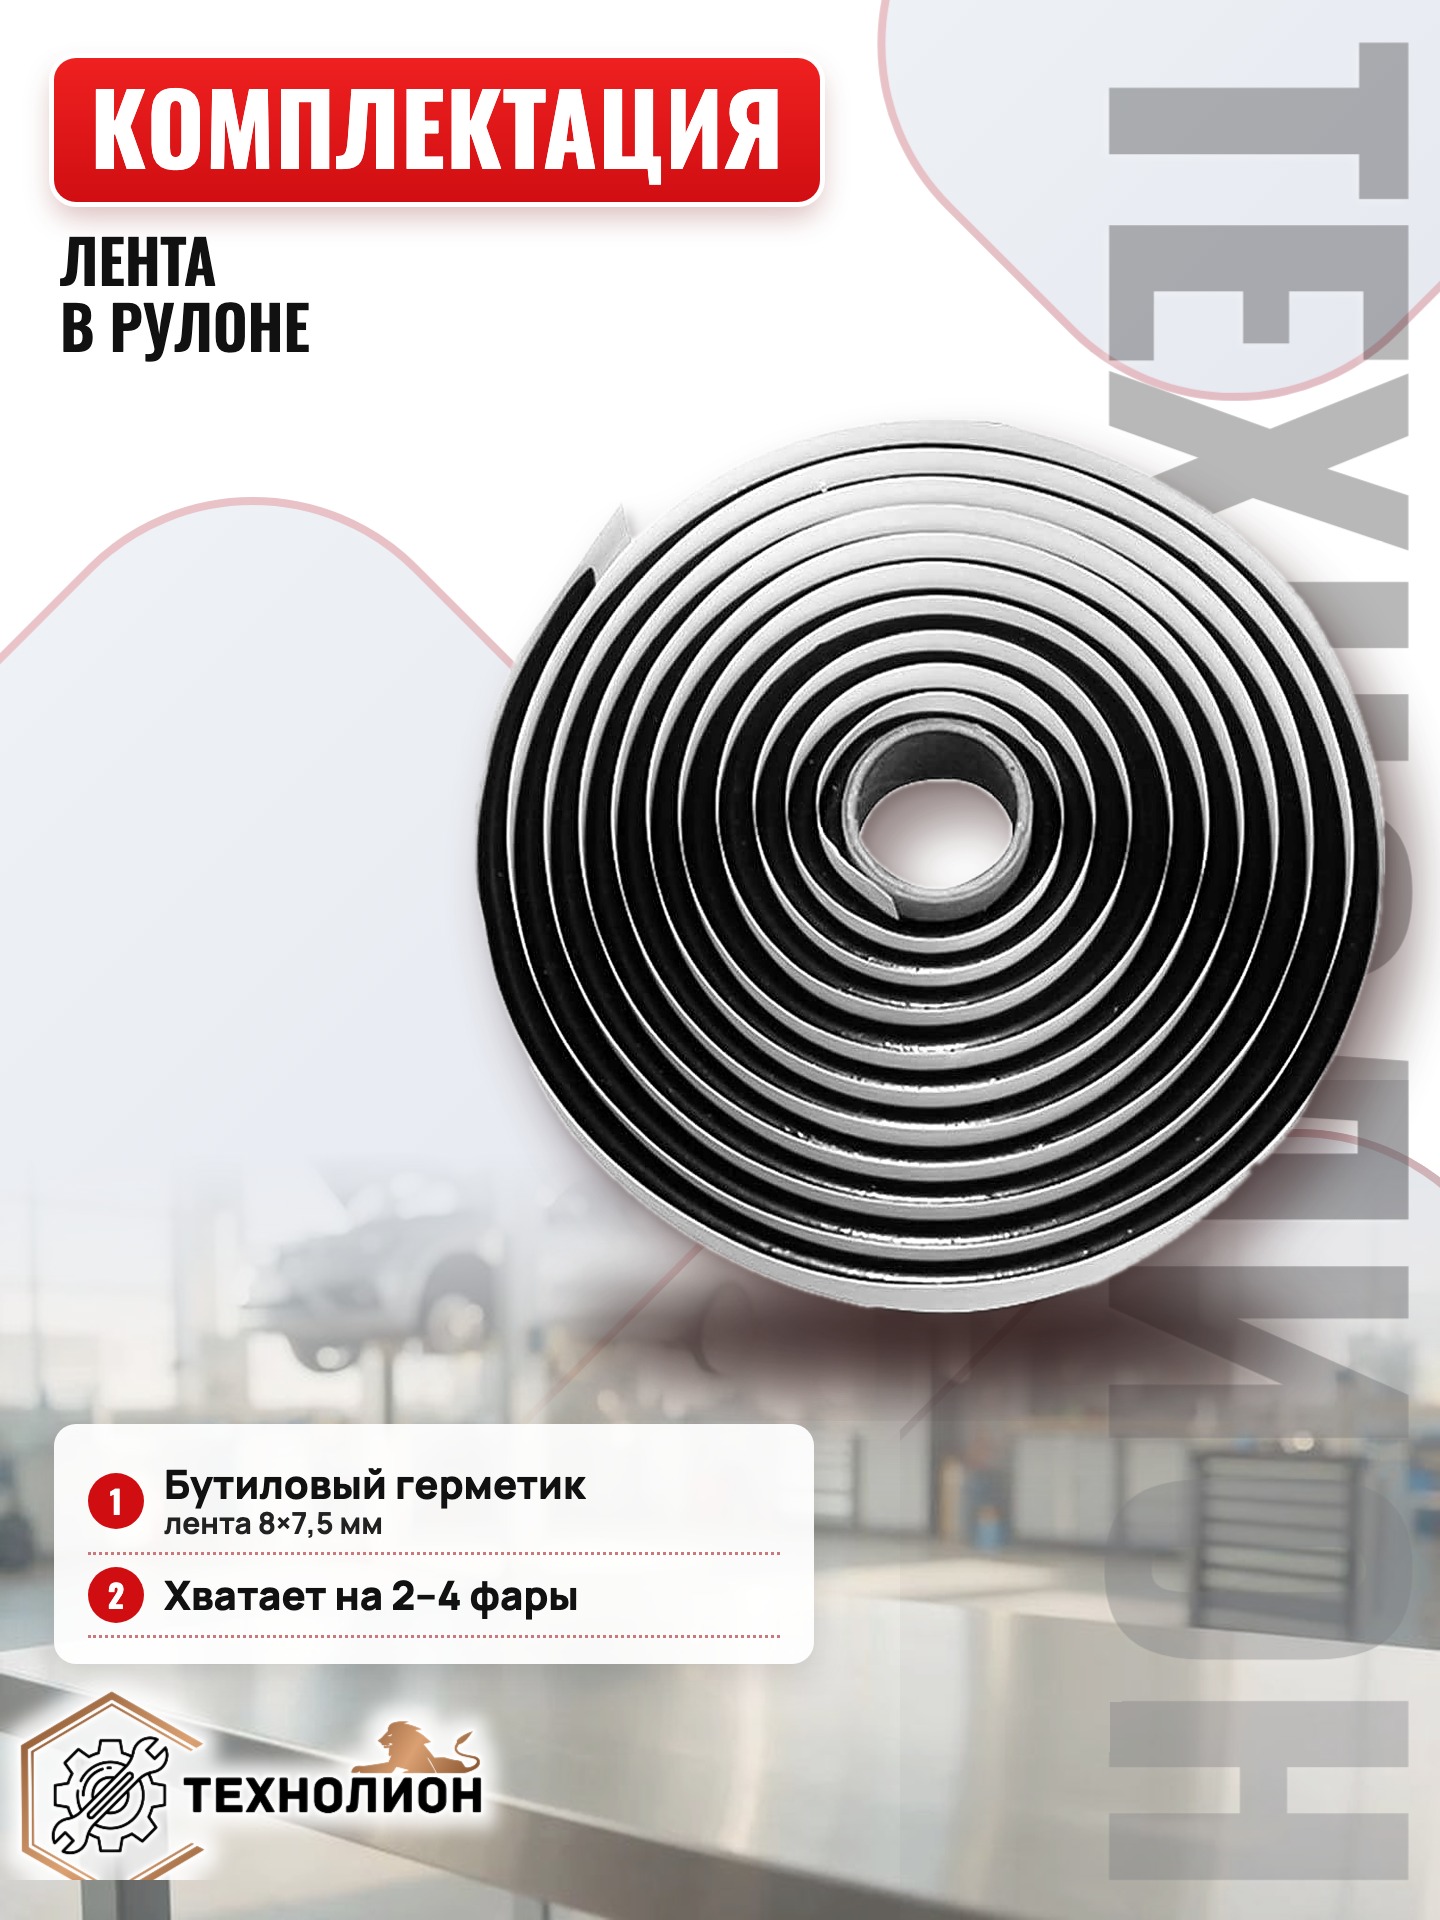 КОМПЛЕКТАЦИЯ
ЛЕНТА
В РУЛОНЕ
1 Бутиловый герметик
лента 8×7,5 мм
2 Хватает на 2–4 фары
ТЕХНОЛИОН
ТЕХНОЛИОН